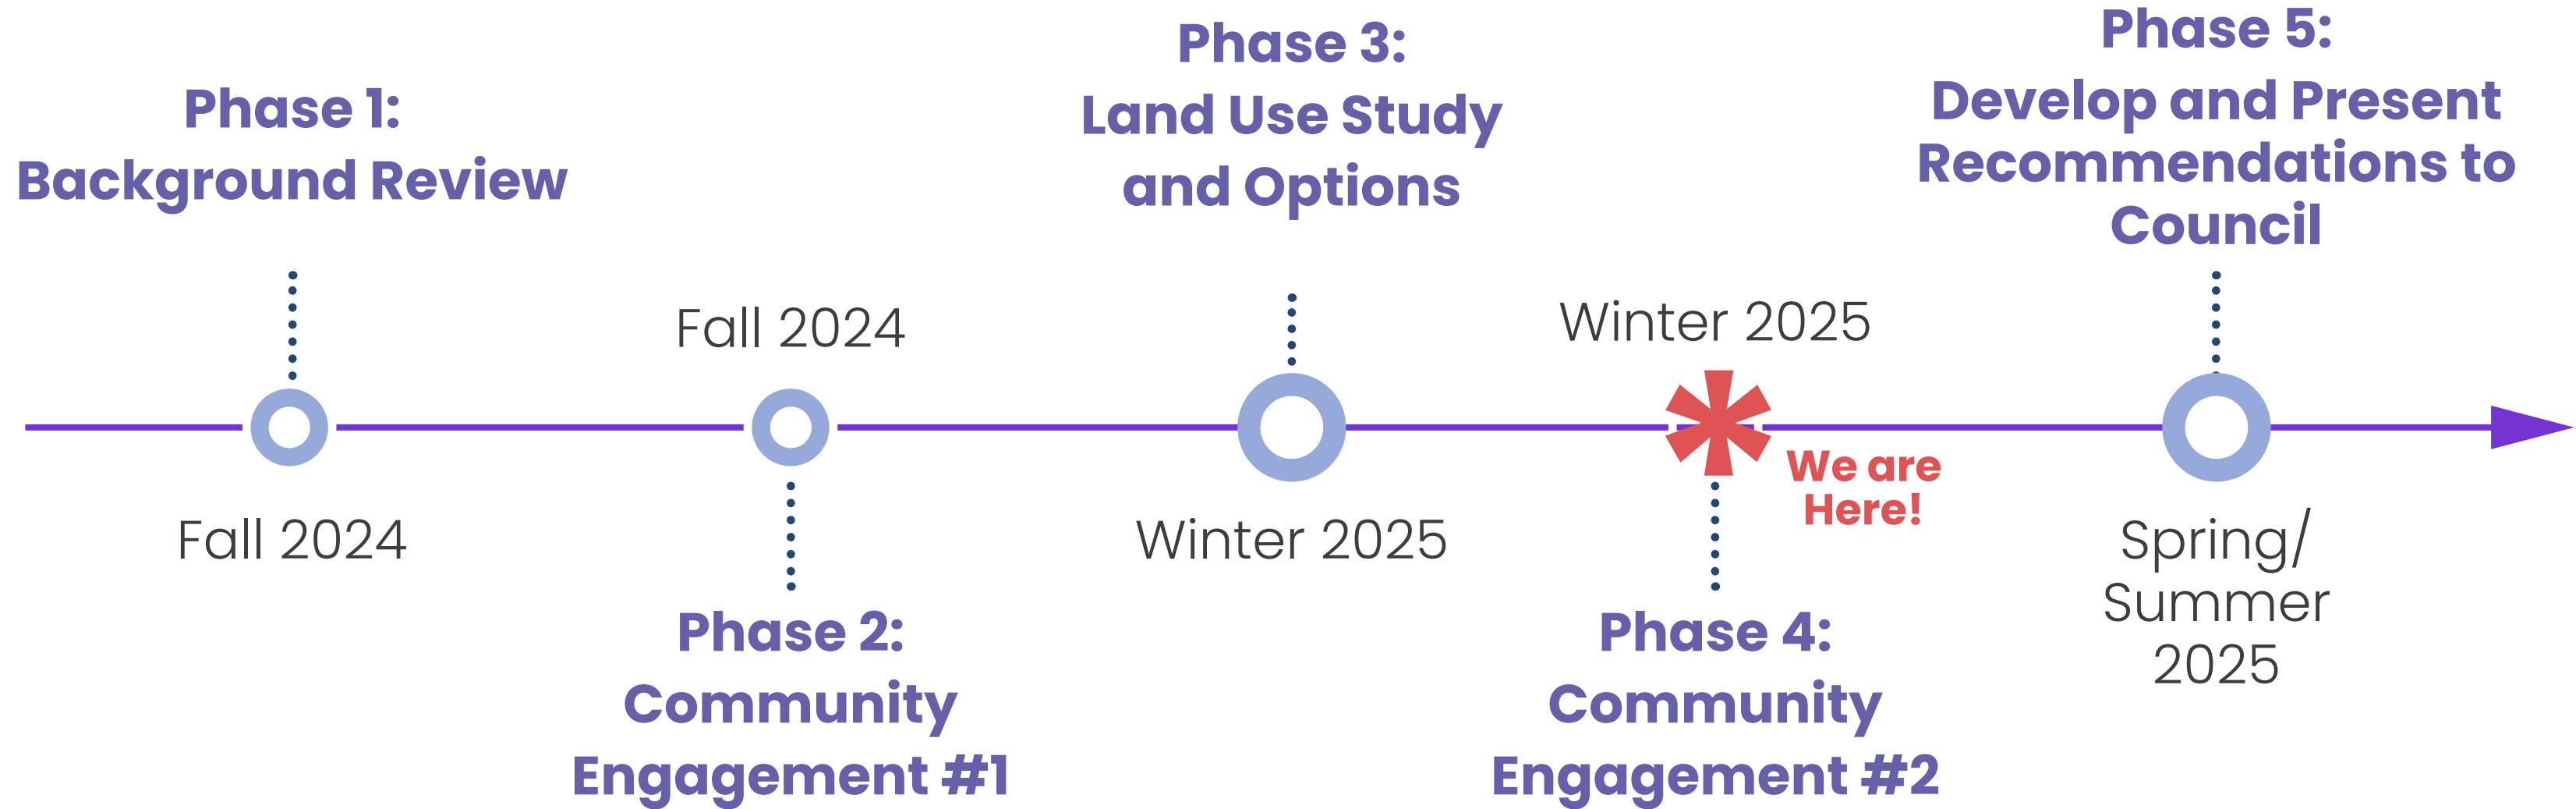 Phase 1:
Background Review
Fall 2024
Fall 2024
Phase 2:
Community
Engagement #1
Phase 3:
Land Use Study
and Options
Winter 2025
Winter 2025
We are
Here!
Phase 4:
Community
Engagement #2
Phase 5:
Develop and Present
Recommendations to
Council
Spring/
Summer
2025